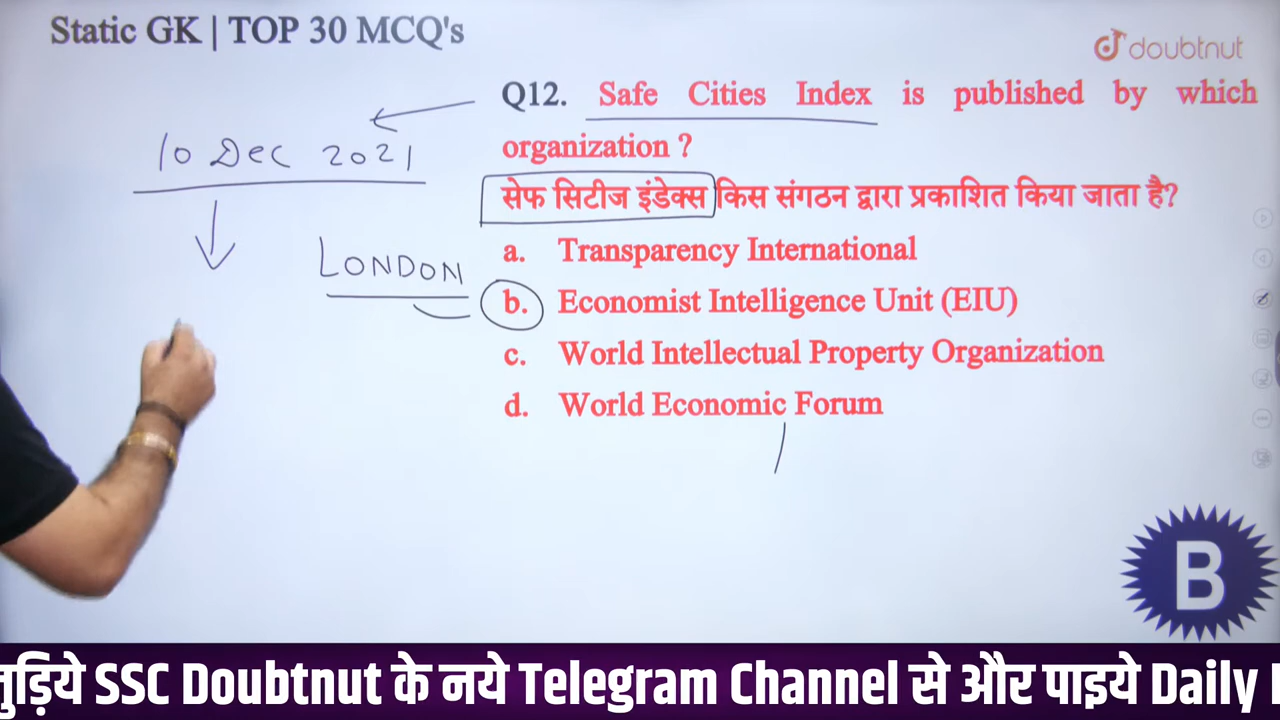 Static GK | TOP 30 MCQ's
doubtnut
Q12. Safe Cities Index is published by which
organization ?
सेफ सिटीज इंडेक्स किस संगठन द्वारा प्रकाशित किया जाता है?
a. Transparency International
b. Economist Intelligence Unit (EIU)
c. World Intellectual Property Organization
d. World Economic Forum
10 Dec 2021
LONDON
B
जुड़िये SSC Doubtnut के नये Telegram Channel से और पाइये Daily